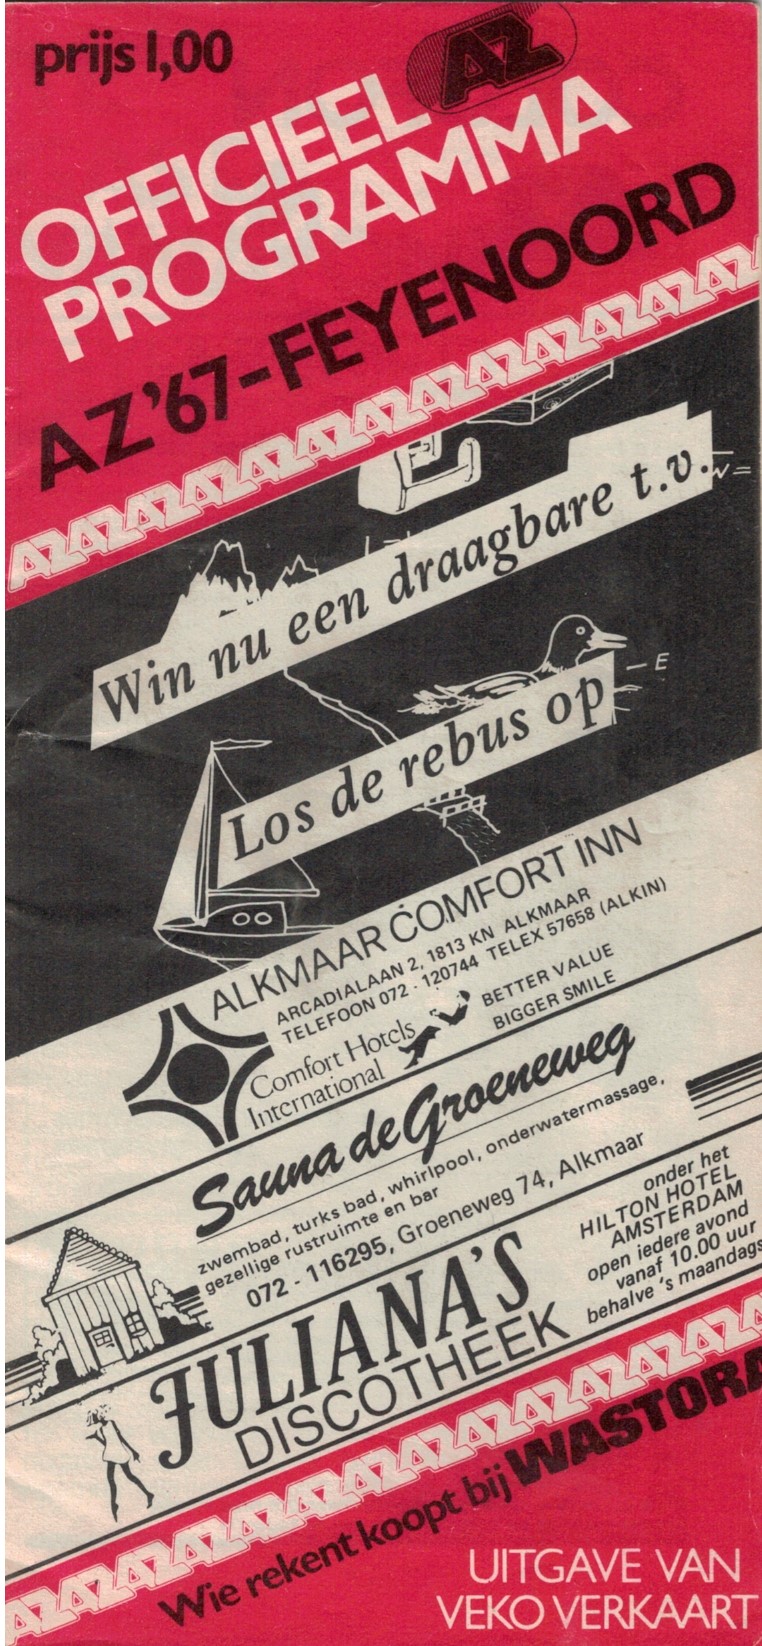 prijs 1,00
AZ
OFFICIEEL
PROGRAMMA
AZ'67-FEYENOORD
AZAZAZAZAZAZAZAZAZAZAZAZAZAZAZAZAZ
Win nu een draagbare t.v.
V =
- E
Los de rebus op
ALKMAAR COMFORT INN
ARCADIALAAN 2, 1813 KN ALKMAAR
TELEFOON 072 - 120744 TELEX 57658 (ALKIN)
Comfort Hotels
International
BETTER VALUE
BIGGER SMILE
Sauna de Groeneweg
zwembad, turks bad, whirlpool, onderwatermassage,
gezellige rustruimte en bar
072 - 116295, Groeneweg 74, Alkmaar
JULIANA'S
DISCOTHEEK
onder het
HILTON HOTEL
AMSTERDAM
open iedere avond
vanaf 10.00 uur
behalve 's maandags
AZAZAZAZAZAZAZAZAZAZAZAZAZAZAZAZAZ
Wie rekent koopt bij WASTORA
UITGAVE VAN
VEKO VERKAART